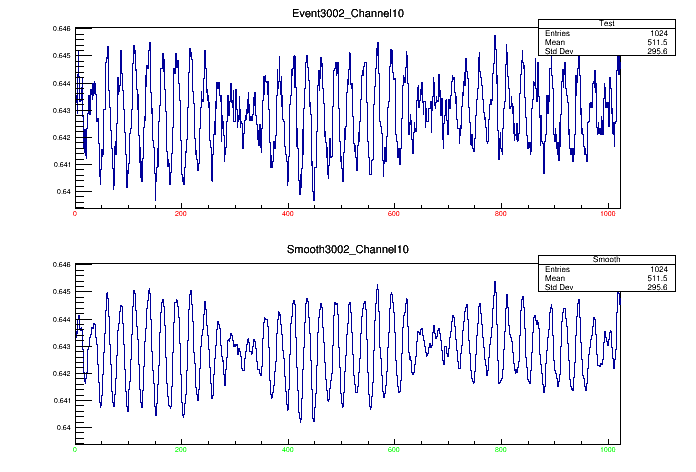 Event3002_Channel10
Test
Entries 1024
Mean 511.5
Std Dev 295.6
0.646
0.645
0.644
0.643
0.642
0.641
0.64
0 200 400 600 800 1000
Smooth3002_Channel10
Smooth
Entries 1024
Mean 511.5
Std Dev 295.6
0.646
0.645
0.644
0.643
0.642
0.641
0.64
0 200 400 600 800 1000